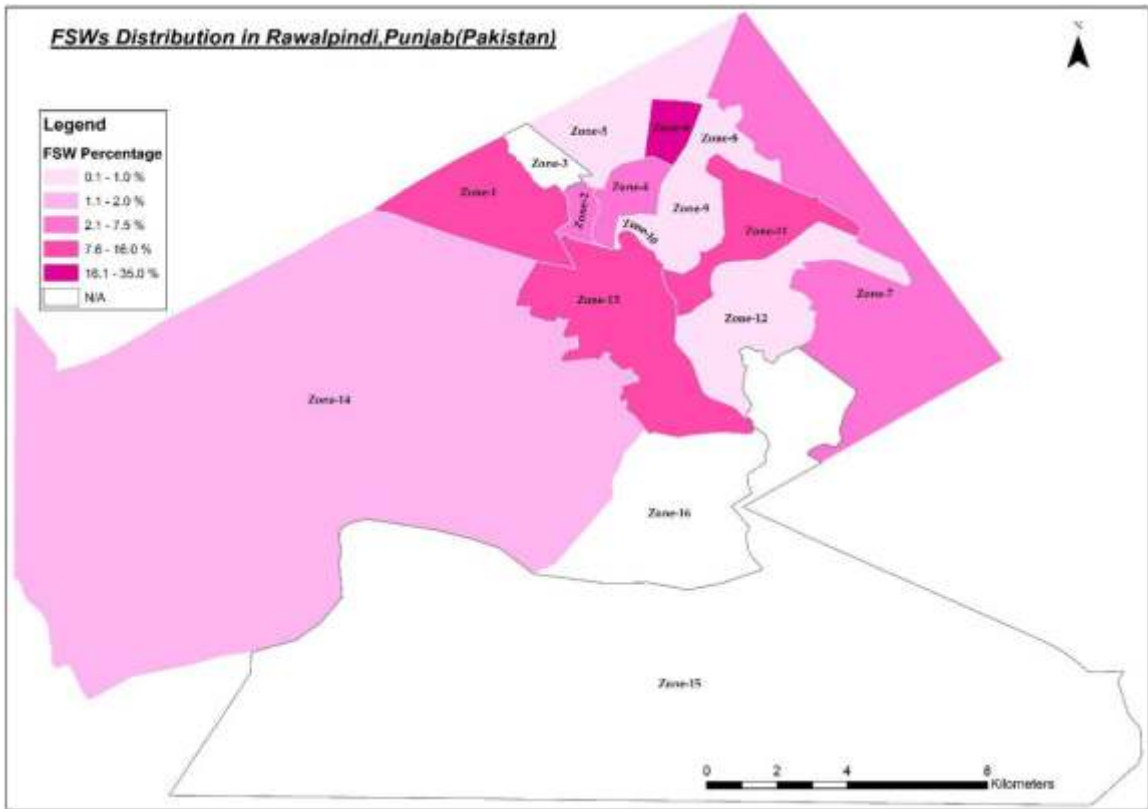 FSWs Distribution in Rawalpindi,Punjab(Pakistan)
N
Legend
FSW Percentage
0.1 - 1.0 %
1.1 - 2.0 %
2.1 - 7.5 %
7.6 - 16.0 %
16.1 - 35.0 %
N/A
Zone-5
Zone-6
Zone-3
Zone-1
Zone-2
Zone-4
Zone-9
Zone-10
Zone-11
Zone-7
Zone-13
Zone-12
Zone-14
Zone-16
Zone-15
0 2 4 8
Kilometers